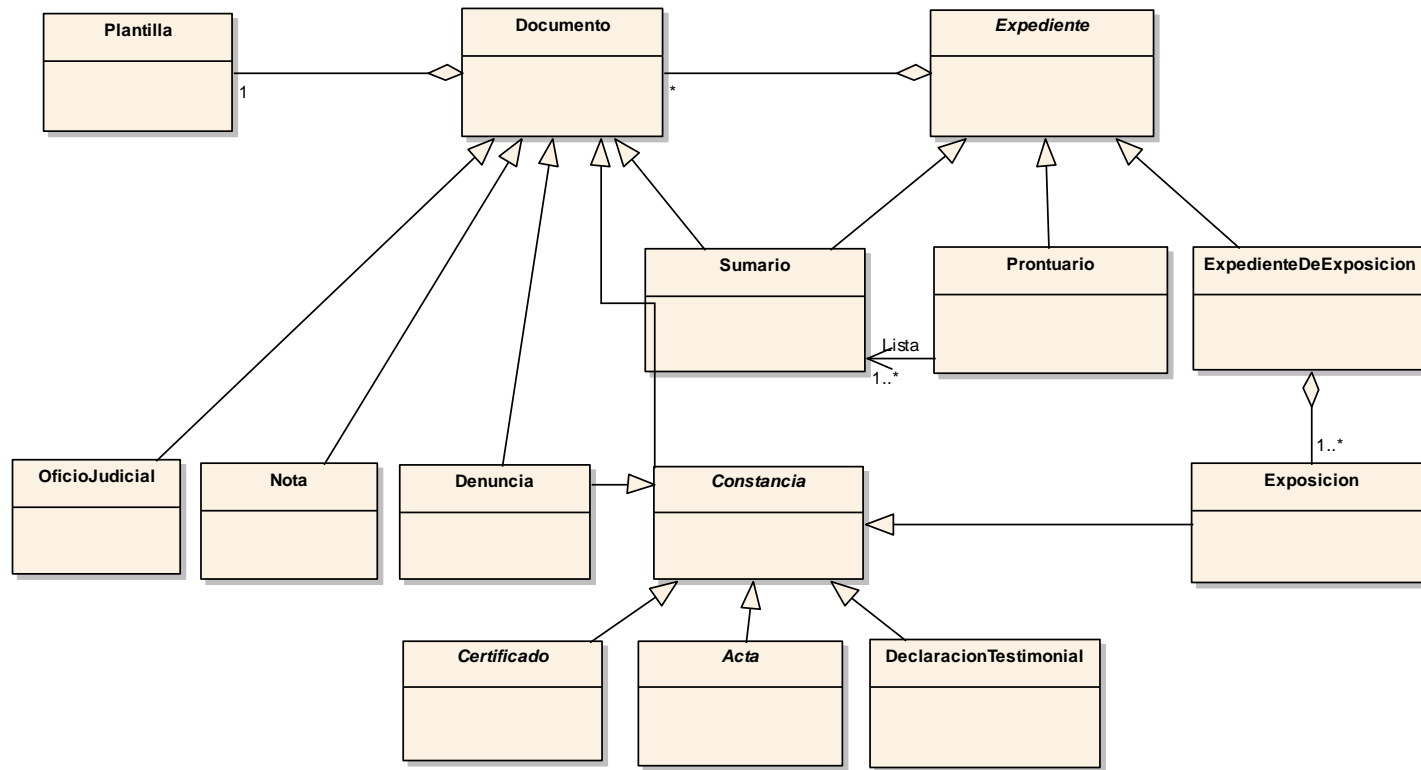 Plantilla
Documento
Expediente
1
*
Sumario
Prontuario
ExpedienteDeExposicion
Lista
1..*
1..*
OficioJudicial
Nota
Denuncia
Constancia
Exposicion
Certificado
Acta
DeclaracionTestimonial